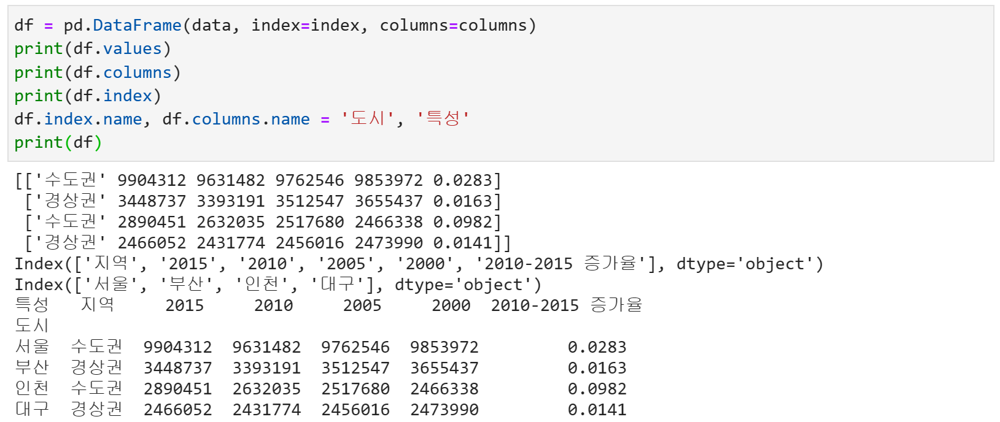 df = pd.DataFrame(data, index=index, columns=columns)
print(df.values)
print(df.columns)
print(df.index)
df.index.name, df.columns.name = '도시', '특성'
print(df)
[['수도권' 9904312 9631482 9762546 9853972 0.0283]
 ['경상권' 3448737 3393191 3512547 3655437 0.0163]
 ['수도권' 2890451 2632035 2517680 2466338 0.0982]
 ['경상권' 2466052 2431774 2456016 2473990 0.0141]]
Index(['지역', '2015', '2010', '2005', '2000', '2010-2015 증가율'], dtype='object')
Index(['서울', '부산', '인천', '대구'], dtype='object')
특성   지역     2015     2010     2005     2000  2010-2015 증가율
도시
서울  수도권  9904312  9631482  9762546  9853972         0.0283
부산  경상권  3448737  3393191  3512547  3655437         0.0163
인천  수도권  2890451  2632035  2517680  2466338         0.0982
대구  경상권  2466052  2431774  2456016  2473990         0.0141